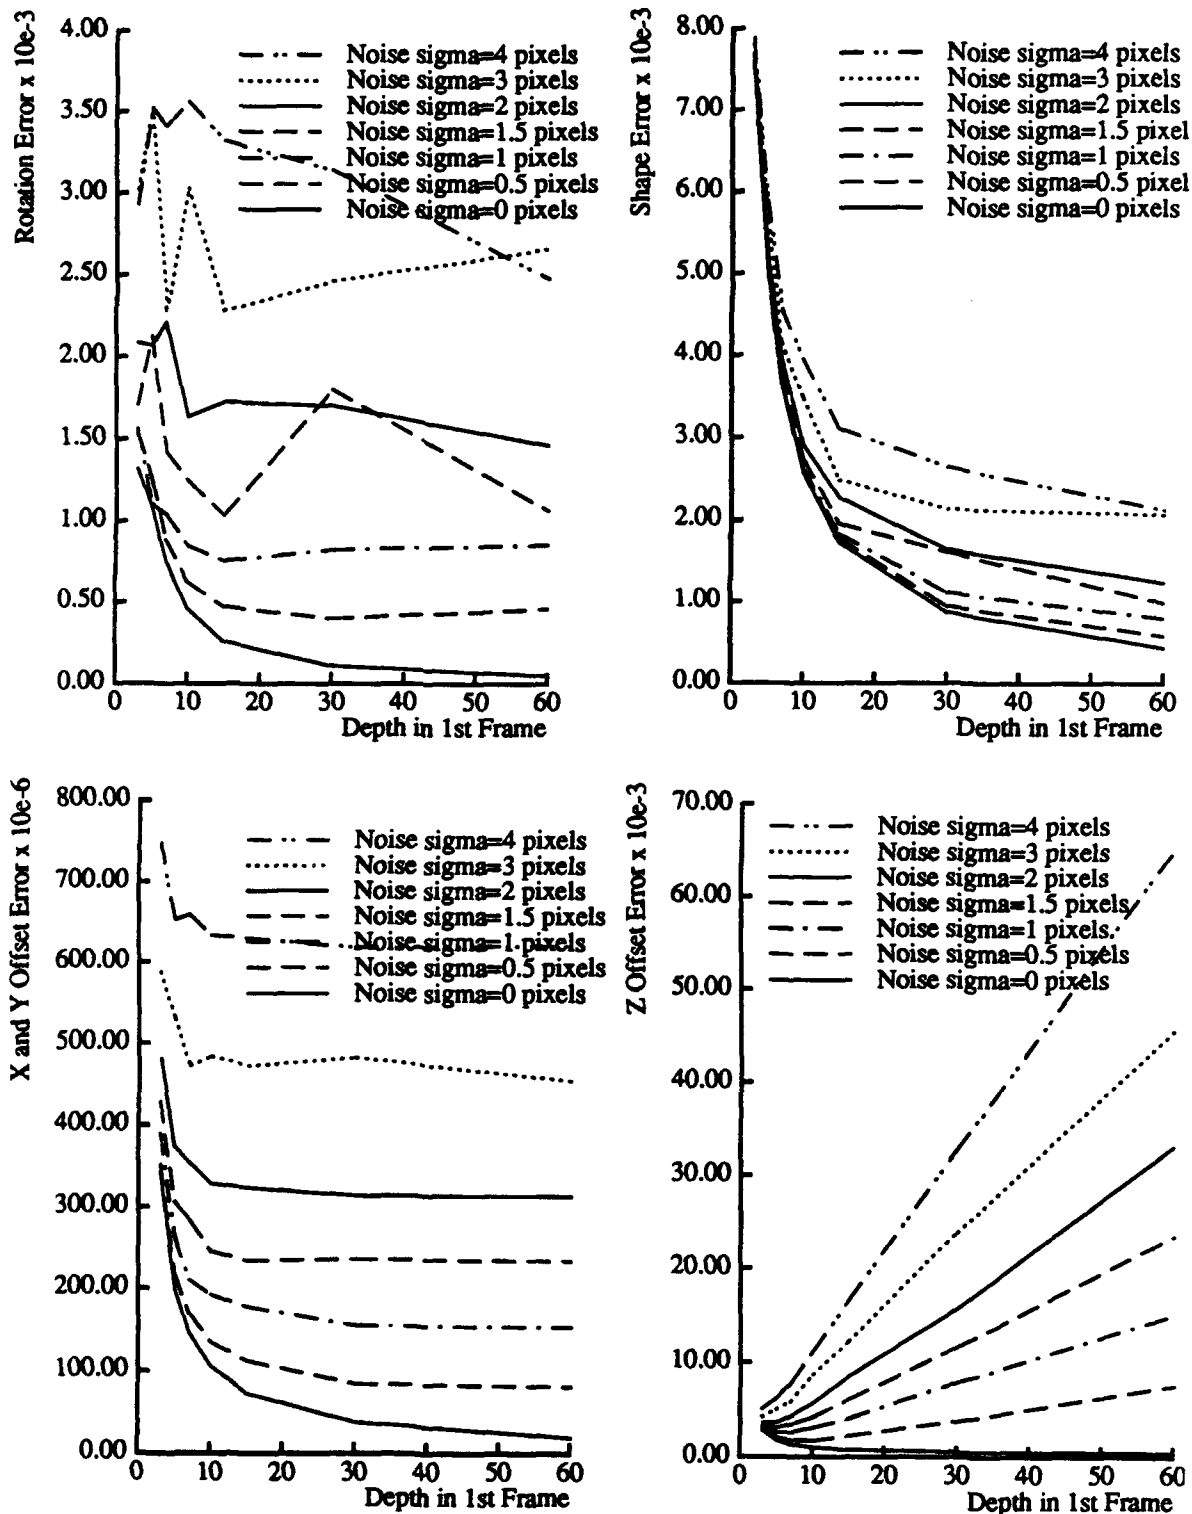 Rotation Error x 10e-3
4.00
3.50
3.00
2.50
2.00
1.50
1.00
0.50
0.00
Noise sigma=4 pixels
Noise sigma=3 pixels
Noise sigma=2 pixels
Noise sigma=1.5 pixels
Noise sigma=1 pixels
Noise sigma=0.5 pixels
Noise sigma=0 pixels
0 10 20 30 40 50 60
Depth in 1st Frame
Shape Error x 10e-3
8.00
7.00
6.00
5.00
4.00
3.00
2.00
1.00
0.00
Noise sigma=4 pixels
Noise sigma=3 pixels
Noise sigma=2 pixels
Noise sigma=1.5 pixel
Noise sigma=1 pixels
Noise sigma=0.5 pixel
Noise sigma=0 pixels
0 10 20 30 40 50 60
Depth in 1st Frame
X and Y Offset Error x 10e-6
800.00
700.00
600.00
500.00
400.00
300.00
200.00
100.00
0.00
Noise sigma=4 pixels
Noise sigma=3 pixels
Noise sigma=2 pixels
Noise sigma=1.5 pixels
Noise sigma=1 pixels
Noise sigma=0.5 pixels
Noise sigma=0 pixels
0 10 20 30 40 50 60
Depth in 1st Frame
Z Offset Error x 10e-3
70.00
60.00
50.00
40.00
30.00
20.00
10.00
0.00
Noise sigma=4 pixels
Noise sigma=3 pixels
Noise sigma=2 pixels
Noise sigma=1.5 pixels
Noise sigma=1 pixels
Noise sigma=0.5 pixels
Noise sigma=0 pixels
0 10 20 30 40 50 60
Depth in 1st Frame